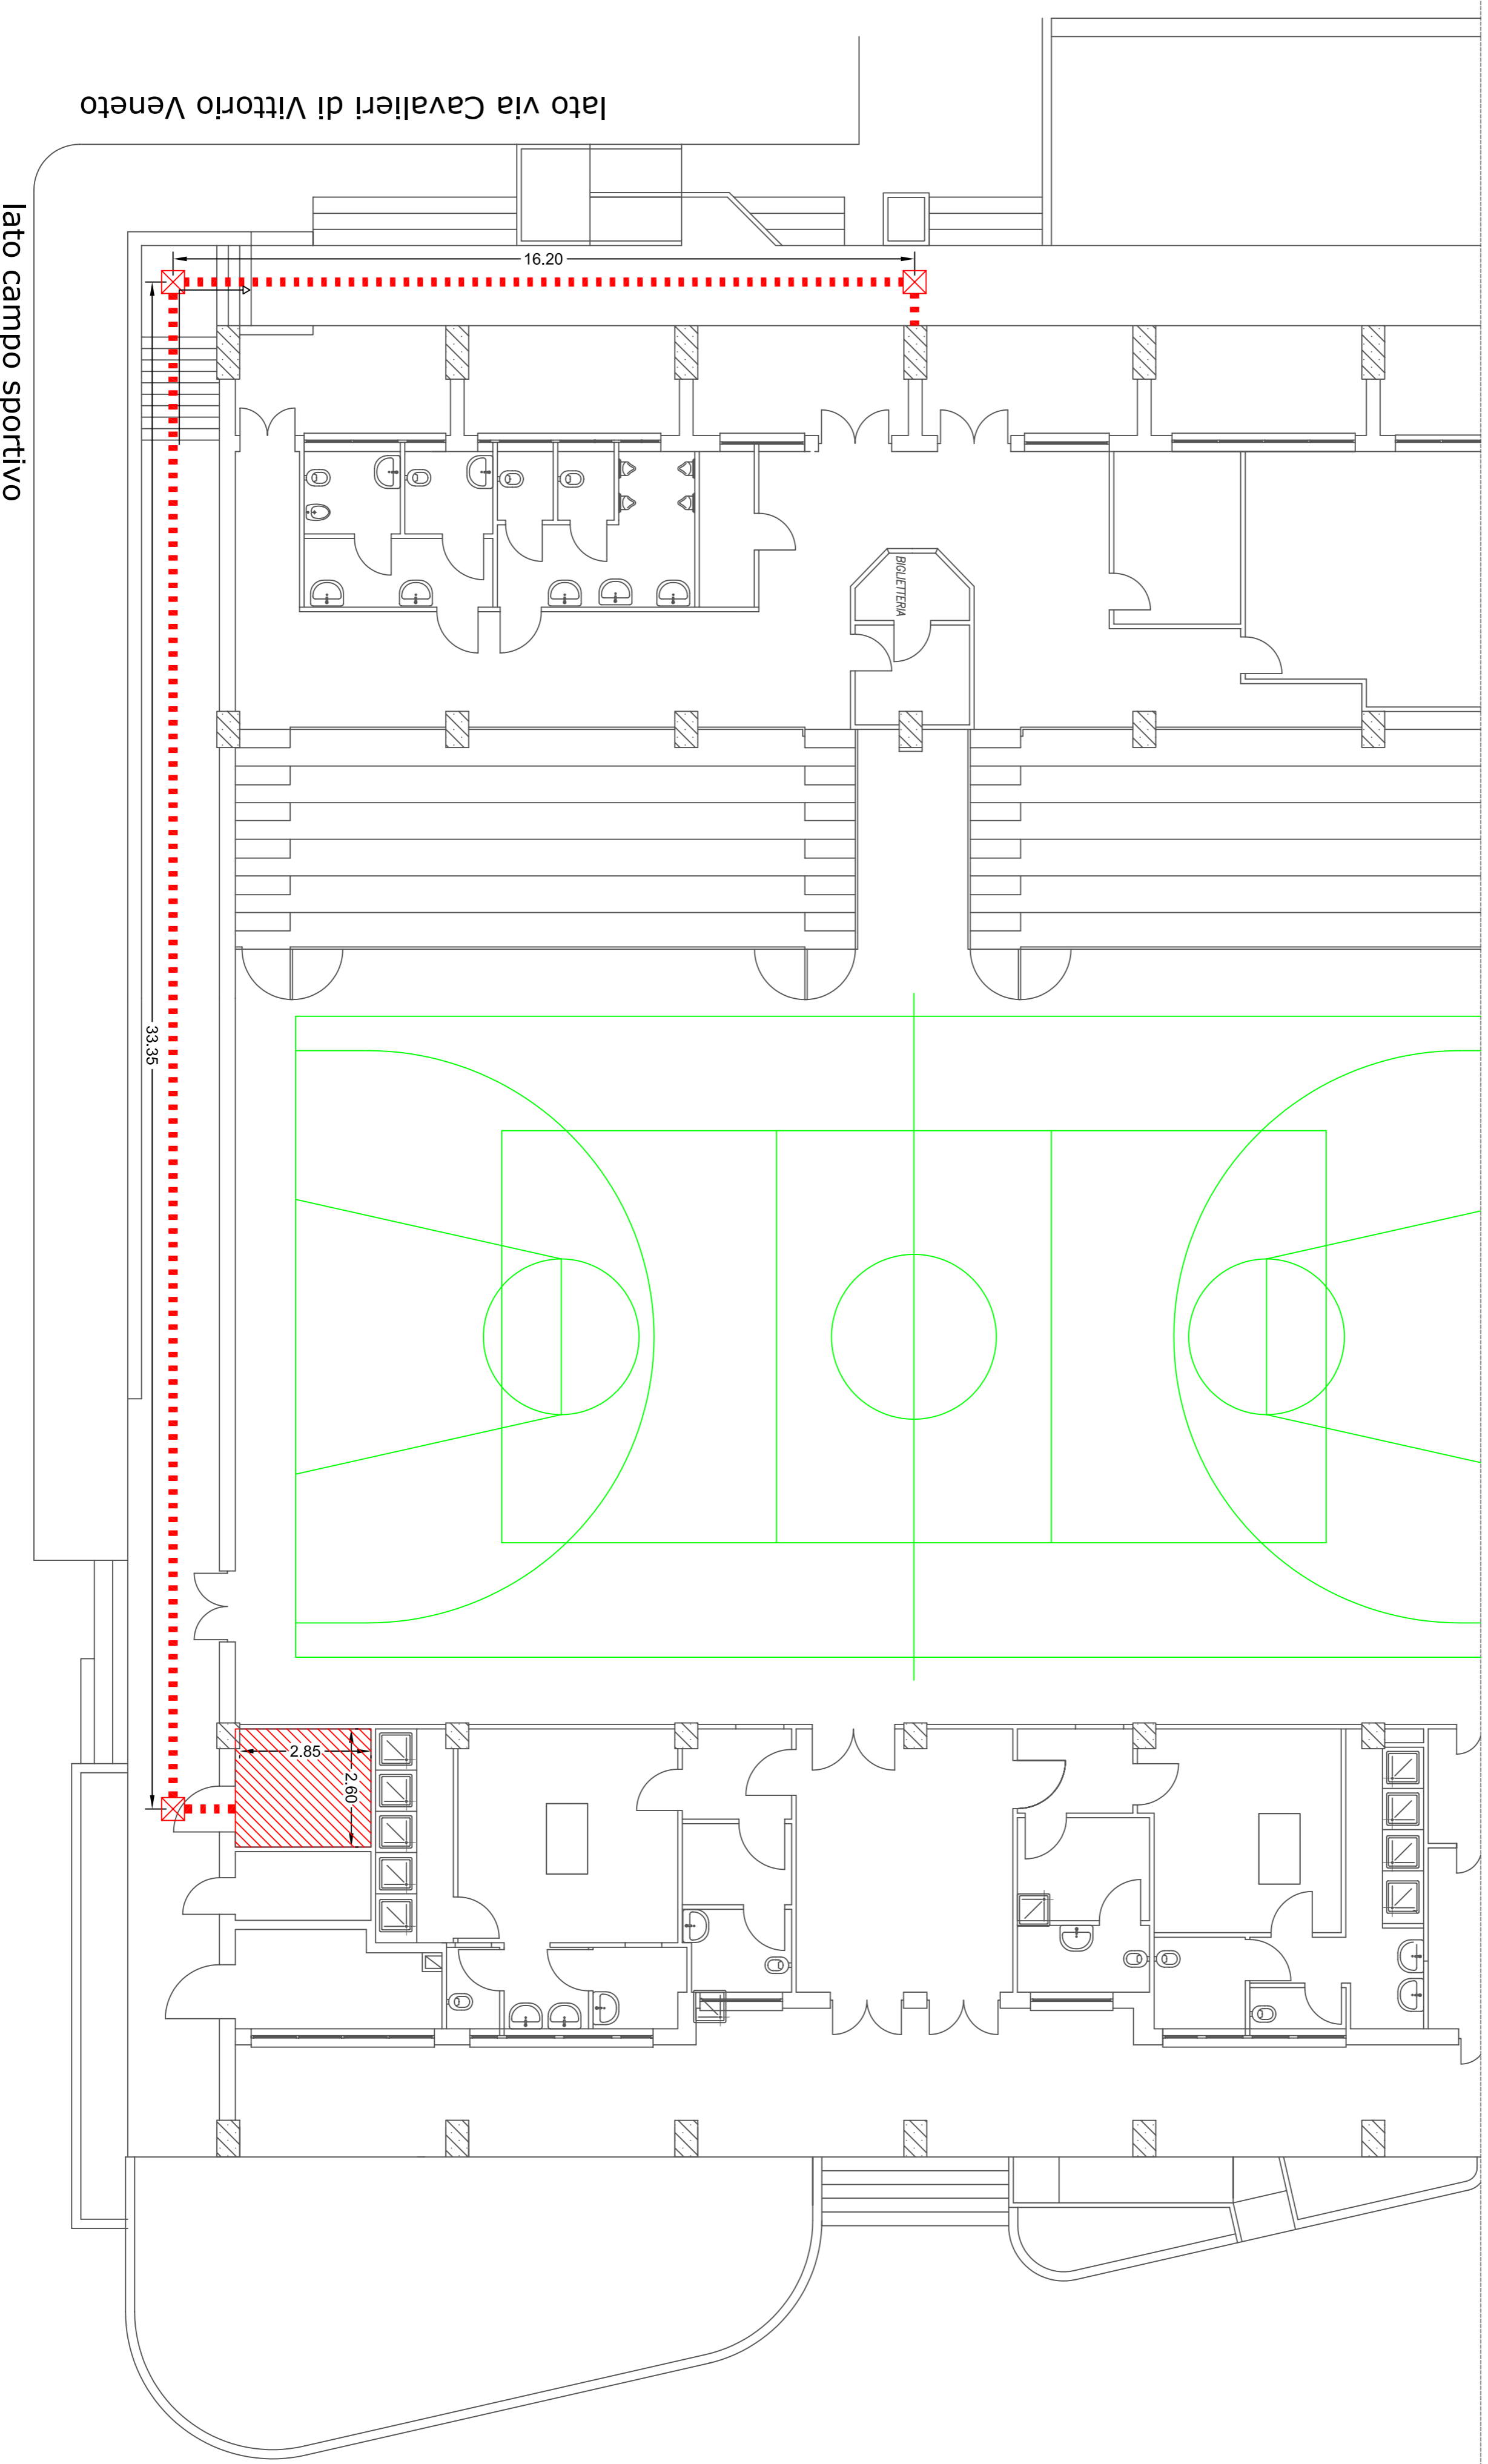 lato via Cavalieri di Vittorio Veneto
lato campo sportivo
16.20
BIGLIETTERIA
33.35
2.85
2.60